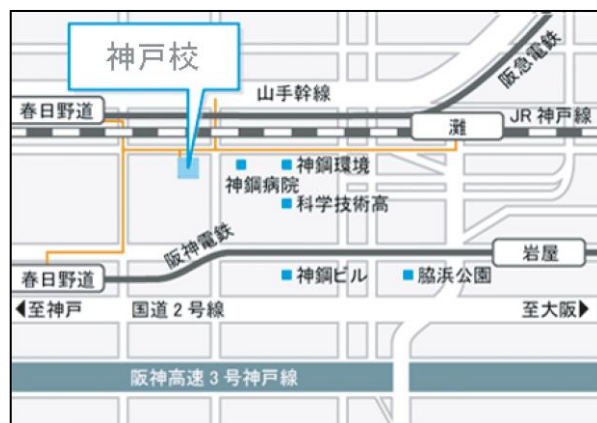 神戸校
阪急電鉄
山手幹線
春日野道
JR神戸線
灘
神鋼環境
神鋼病院
科学技術高
阪神電鉄
岩屋
春日野道
神鋼ビル
脇浜公園
◀至神戸
国道2号線
至大阪▶
阪神高速3号神戸線